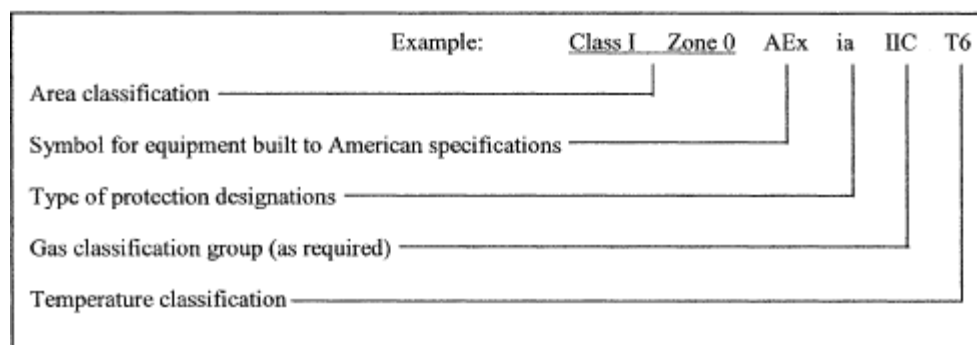 Example: Class I Zone 0 AEx ia IIC T6
Area classification
Symbol for equipment built to American specifications
Type of protection designations
Gas classification group (as required)
Temperature classification